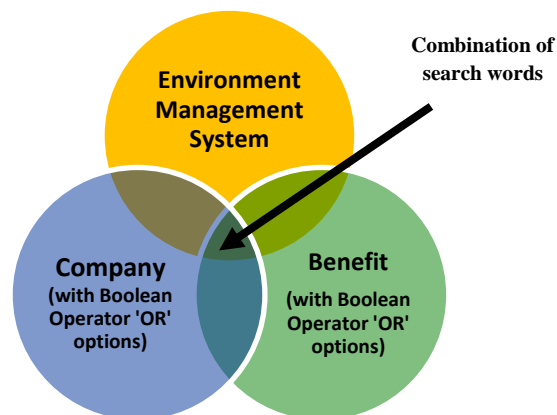 Combination of
search words
Environment
Management
System
Company
(with Boolean
Operator 'OR'
options)
Benefit
(with Boolean
Operator 'OR'
options)